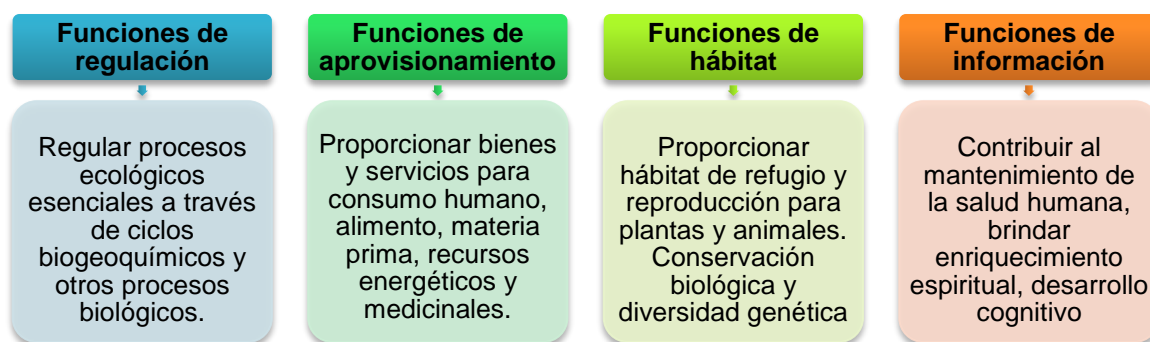 Funciones de
regulación
Regular procesos
ecológicos
esenciales a través
de ciclos
biogeoquímicos y
otros procesos
biológicos.
Funciones de
aprovisionamiento
Proporcionar bienes
y servicios para
consumo humano,
alimento, materia
prima, recursos
energéticos y
medicinales.
Funciones de
hábitat
Proporcionar
hábitat de refugio y
reproducción para
plantas y animales.
Conservación
biológica y
diversidad genética
Funciones de
información
Contribuir al
mantenimiento de
la salud humana,
brindar
enriquecimiento
espiritual, desarrollo
cognitivo